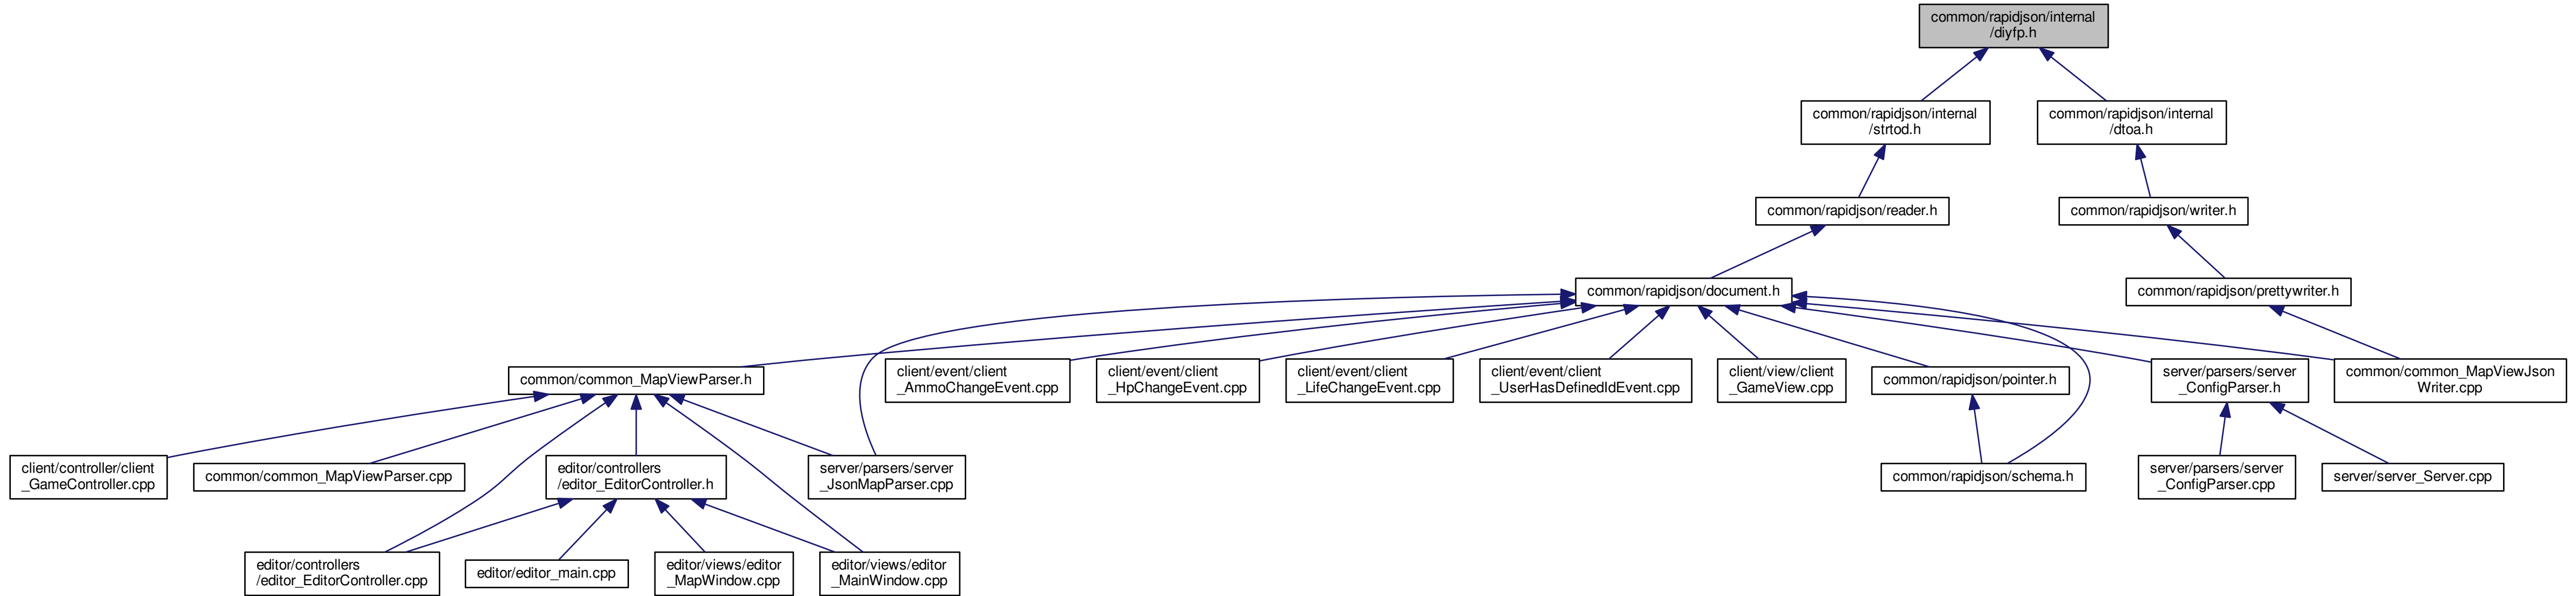 common/rapidjson/internal
/diyfp.h
common/rapidjson/internal
/strtod.h
common/rapidjson/internal
/dtoa.h
common/rapidjson/reader.h
common/rapidjson/writer.h
common/rapidjson/document.h
common/rapidjson/prettywriter.h
common/common_MapViewParser.h
client/event/client
_AmmoChangeEvent.cpp
client/event/client
_HpChangeEvent.cpp
client/event/client
_LifeChangeEvent.cpp
client/event/client
_UserHasDefinedIdEvent.cpp
client/view/client
_GameView.cpp
common/rapidjson/pointer.h
server/parsers/server
_ConfigParser.h
common/common_MapViewJson
Writer.cpp
client/controller/client
_GameController.cpp
common/common_MapViewParser.cpp
editor/controllers
/editor_EditorController.h
server/parsers/server
_JsonMapParser.cpp
common/rapidjson/schema.h
server/parsers/server
_ConfigParser.cpp
server/server_Server.cpp
editor/controllers
/editor_EditorController.cpp
editor/editor_main.cpp
editor/views/editor
_MapWindow.cpp
editor/views/editor
_MainWindow.cpp